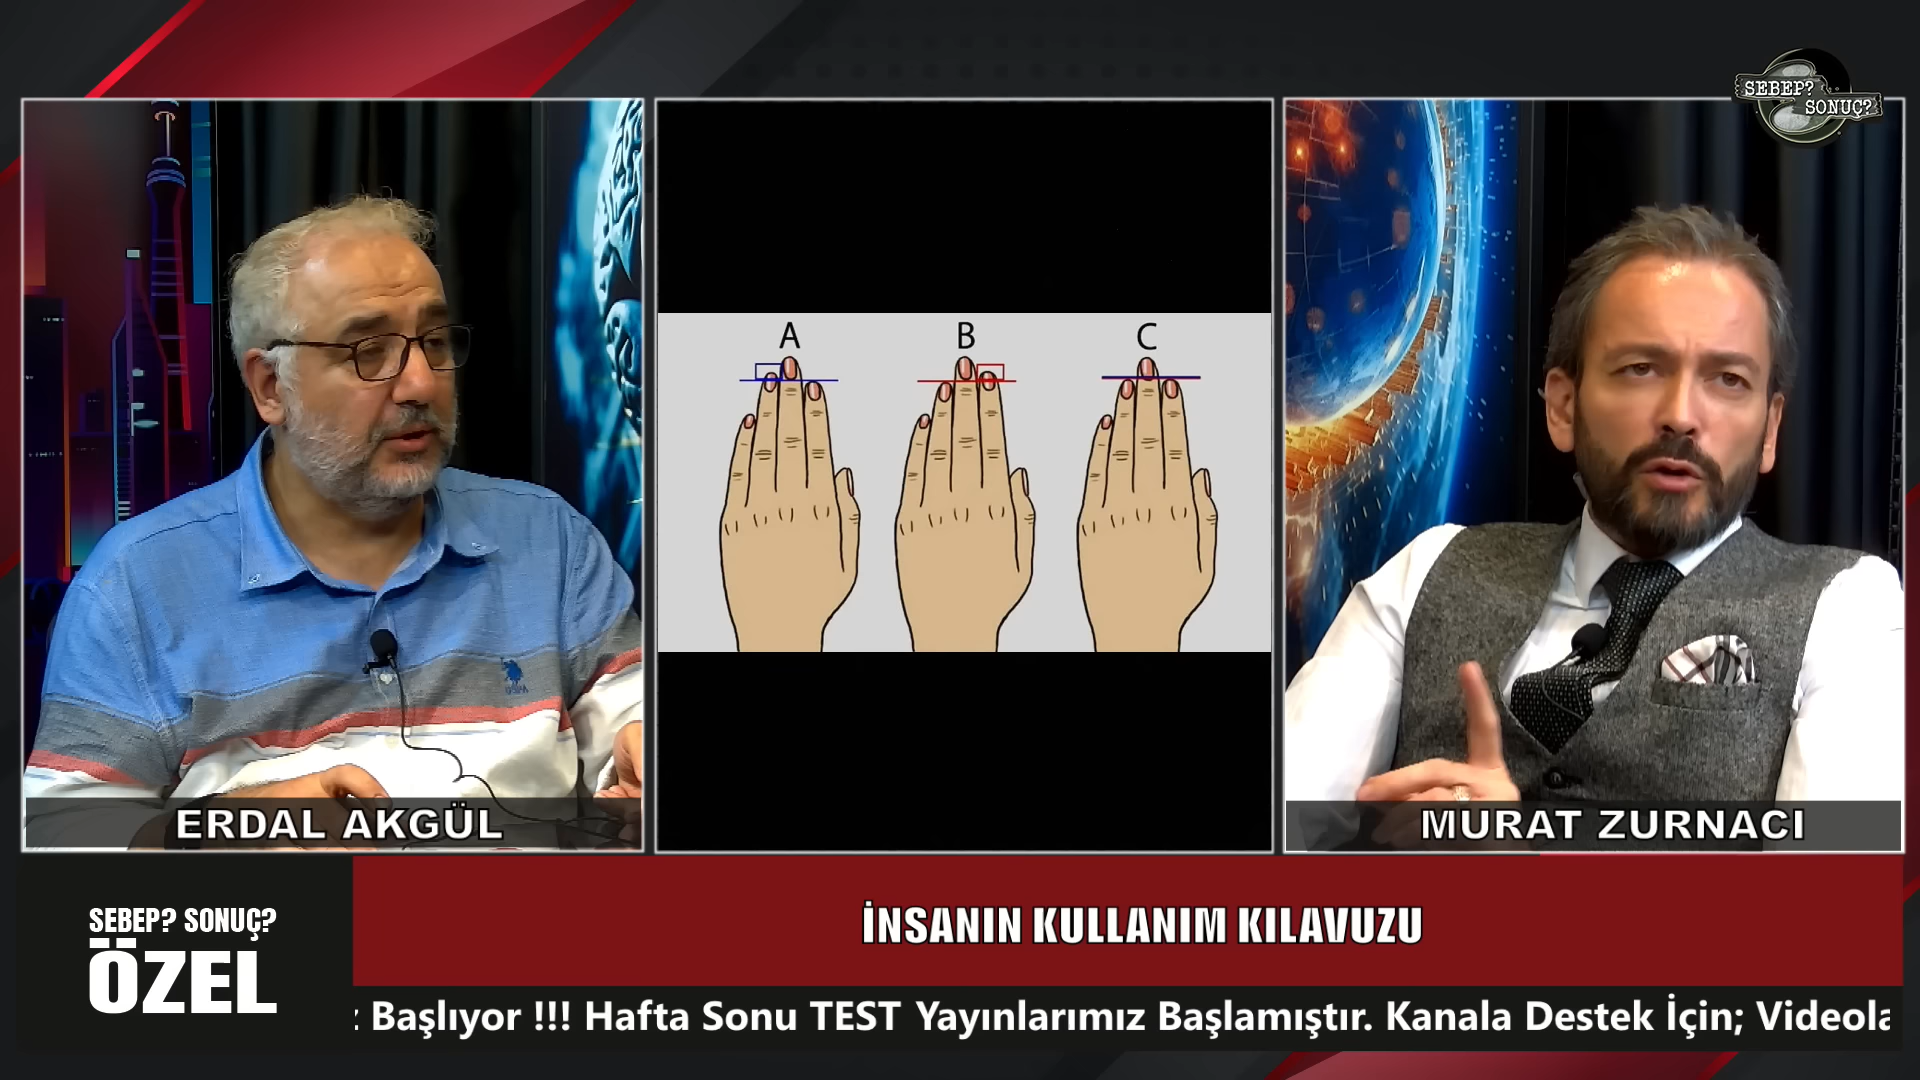 SEBEP?
SONUÇ?
A
B
C
ERDAL AKGÜL
MURAT ZURNACI
SEBEP? SONUÇ?
ÖZEL
İNSANIN KULLANIM KILAVUZU
Başlıyor !!! Hafta Sonu TEST Yayınlarımız Başlamıştır. Kanala Destek İçin; Videola